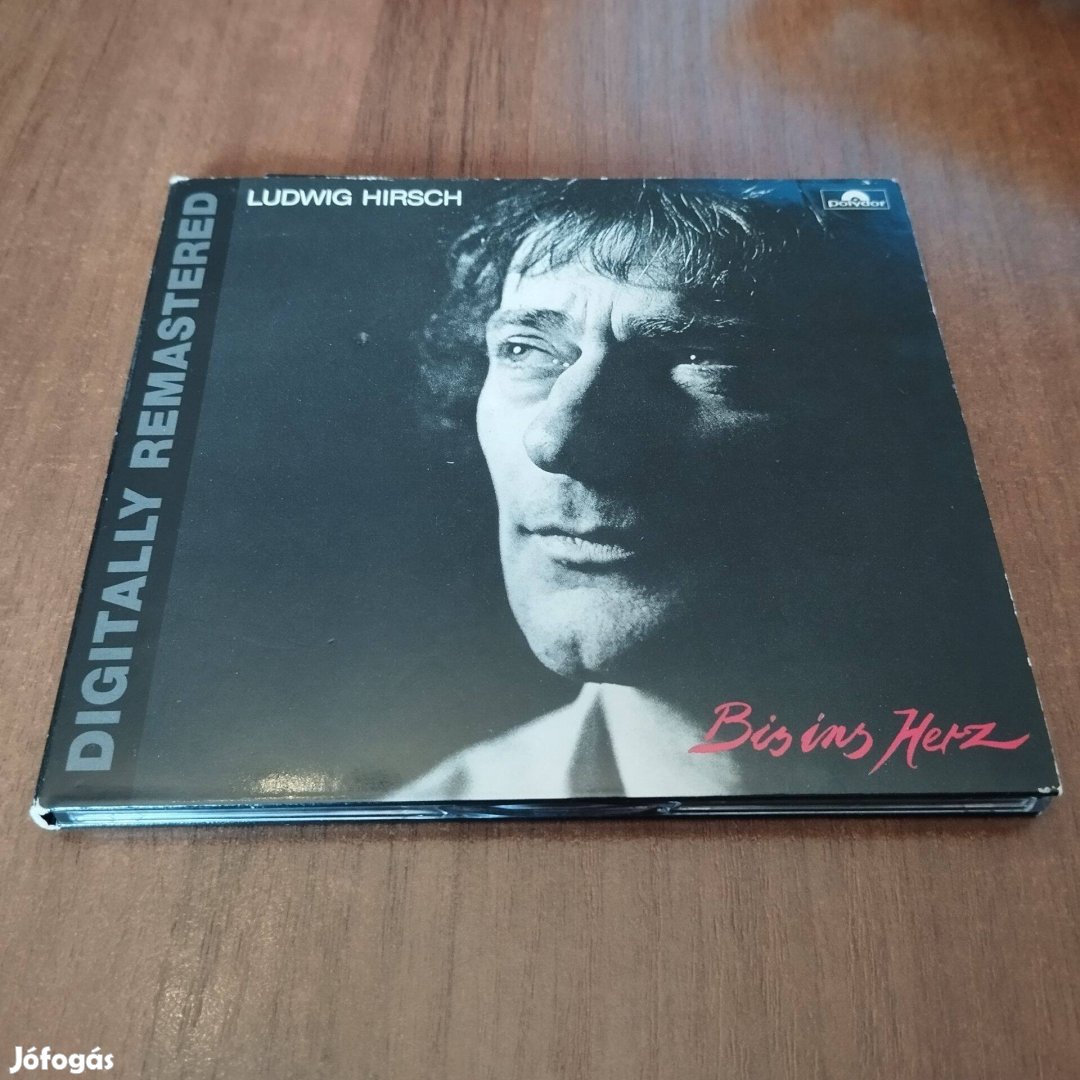 DIGITALLY REMASTERED
LUDWIG HIRSCH
Polydor
Bis ins Herz
Jófogás